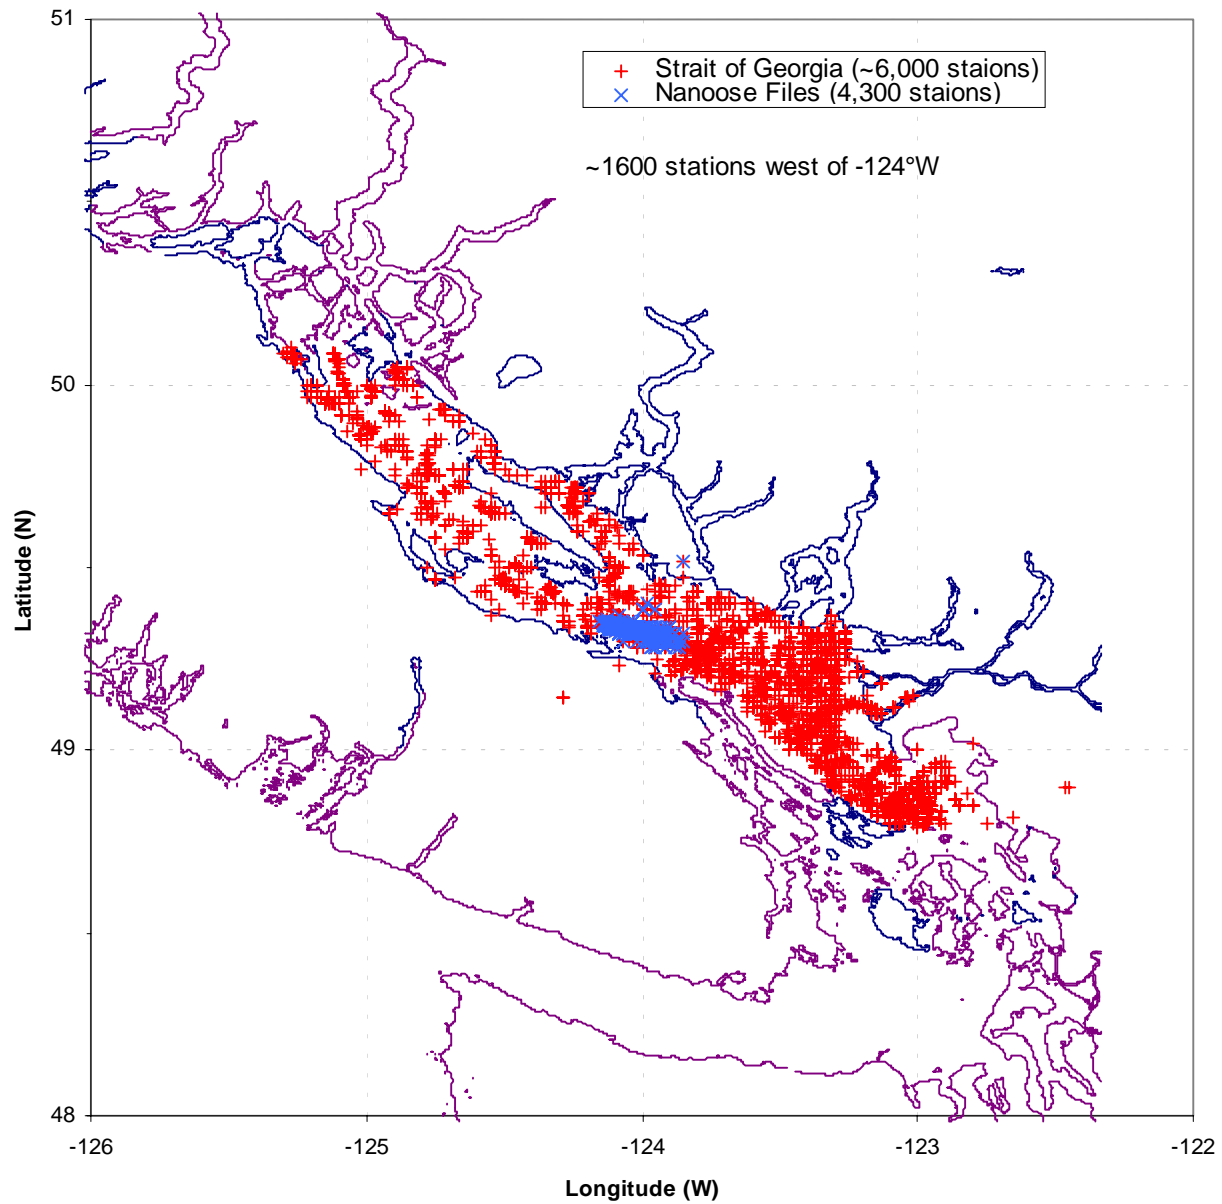 51
Strait of Georgia (~6,000 staions)
Nanoose Files (4,300 staions)
~1600 stations west of -124°W
50
Latitude (N)
49
48
-126
-125
-124
-123
-122
Longitude (W)